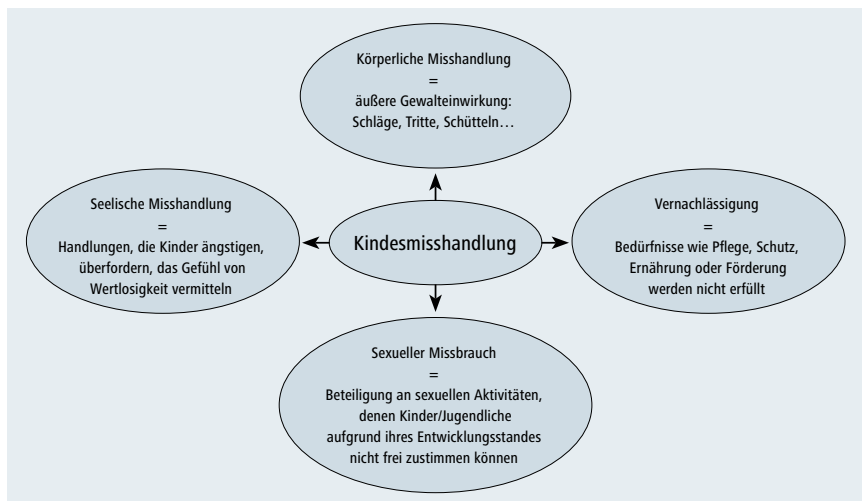 Körperliche Misshandlung
=
äußere Gewalteinwirkung:
Schläge, Tritte, Schütteln…
Seelische Misshandlung
=
Handlungen, die Kinder ängstigen,
überfordern, das Gefühl von
Wertlosigkeit vermitteln
Kindesmisshandlung
Vernachlässigung
=
Bedürfnisse wie Pflege, Schutz,
Ernährung oder Förderung
werden nicht erfüllt
Sexueller Missbrauch
=
Beteiligung an sexuellen Aktivitäten,
denen Kinder/Jugendliche
aufgrund ihres Entwicklungsstandes
nicht frei zustimmen können